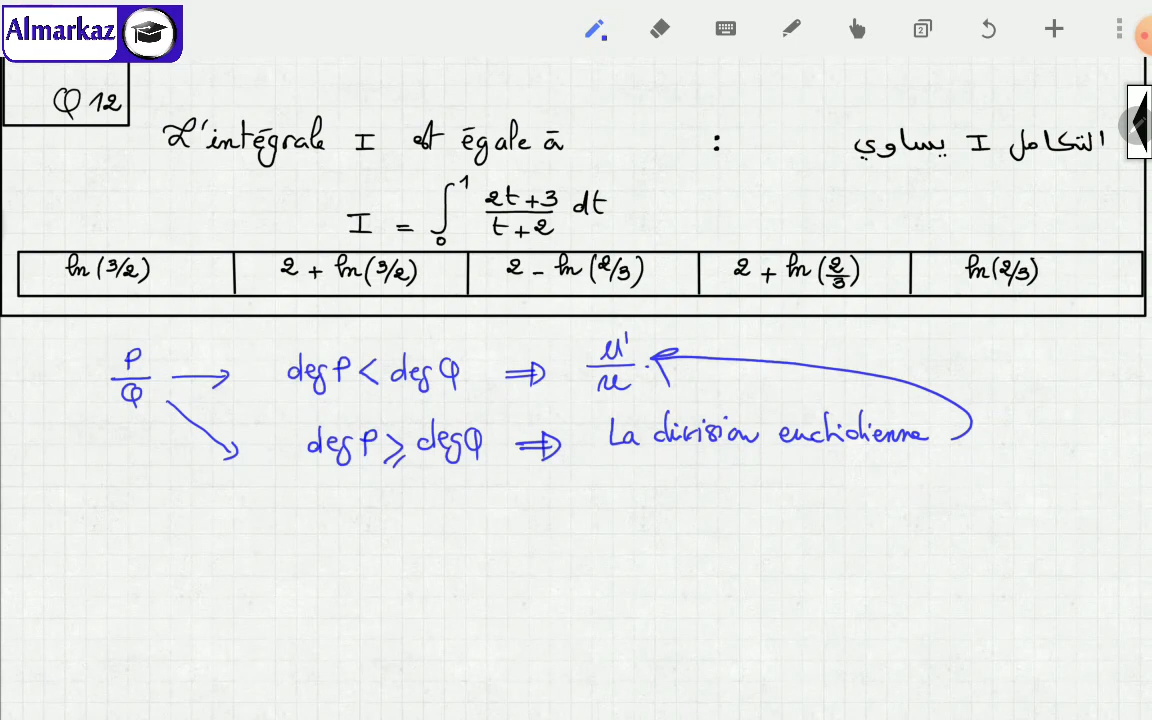 Almarkaz
2
Q 12
L'intégrale I est égale à : التكامل I يساوي
I = ∫₀¹ (2t+3)/(t+2) dt
ln(3/2) 2 + ln(3/2) 2 - ln(2/3) 2 + ln(2/3) ln(2/3)
P/Q → deg P < deg Q ⇒ u'/u
deg P ⩾ deg Q ⇒ La division euclidienne